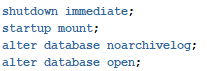 shutdown immediate;
startup mount;
alter database noarchivelog;
alter database open;